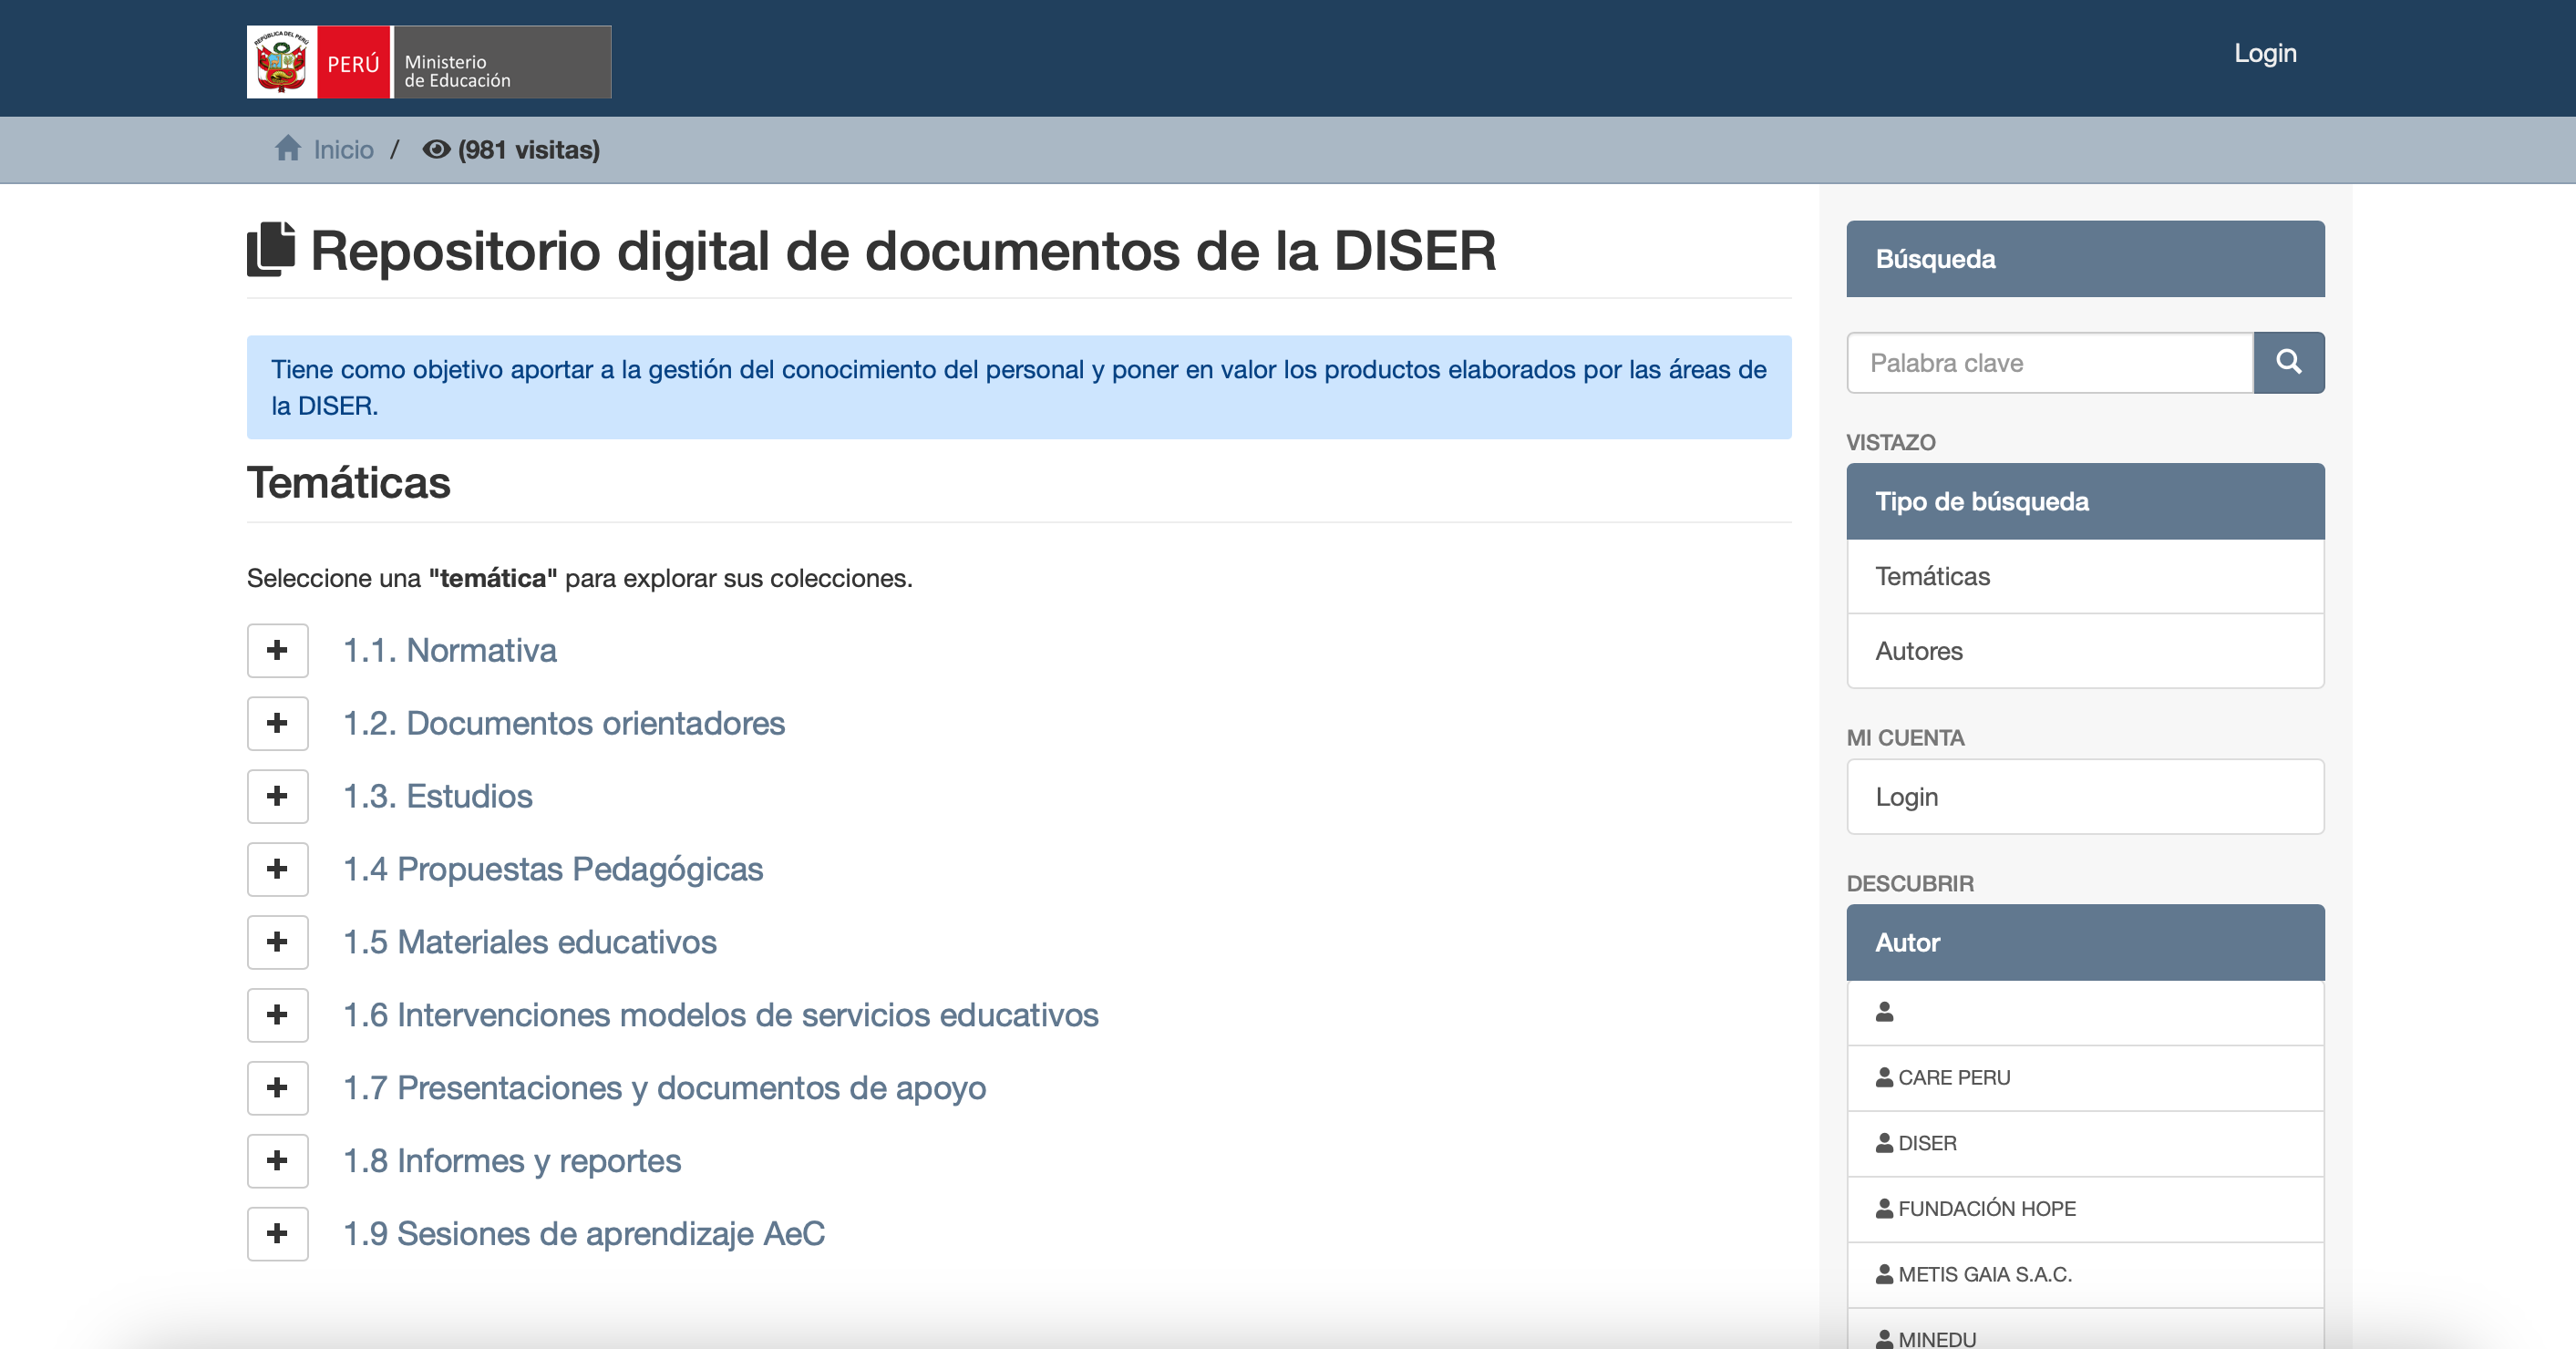 REPÚBLICA DEL PERÚ
PERÚ
Ministerio
de Educación
Login
Inicio / (981 visitas)
Repositorio digital de documentos de la DISER
Tiene como objetivo aportar a la gestión del conocimiento del personal y poner en valor los productos elaborados por las áreas de
la DISER.
Temáticas
Seleccione una "temática" para explorar sus colecciones.
1.1. Normativa
1.2. Documentos orientadores
1.3. Estudios
1.4 Propuestas Pedagógicas
1.5 Materiales educativos
1.6 Intervenciones modelos de servicios educativos
1.7 Presentaciones y documentos de apoyo
1.8 Informes y reportes
1.9 Sesiones de aprendizaje AeC
Búsqueda
Palabra clave
VISTAZO
Tipo de búsqueda
Temáticas
Autores
MI CUENTA
Login
DESCUBRIR
Autor
CARE PERU
DISER
FUNDACIÓN HOPE
METIS GAIA S.A.C.
MINEDU